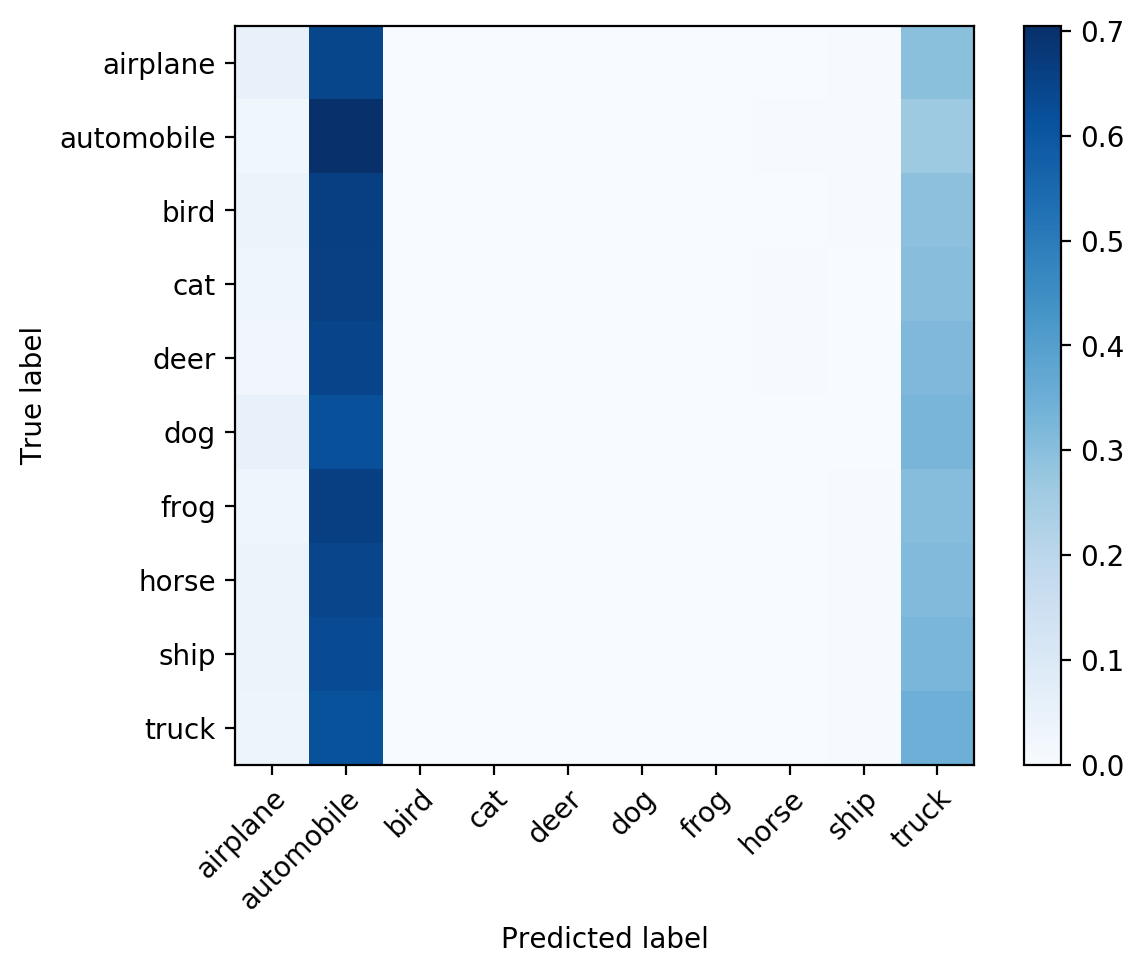 True label
airplane
automobile
bird
cat
deer
dog
frog
horse
ship
truck
airplane
automobile
bird
cat
deer
dog
frog
horse
ship
truck
Predicted label
0.7
0.6
0.5
0.4
0.3
0.2
0.1
0.0